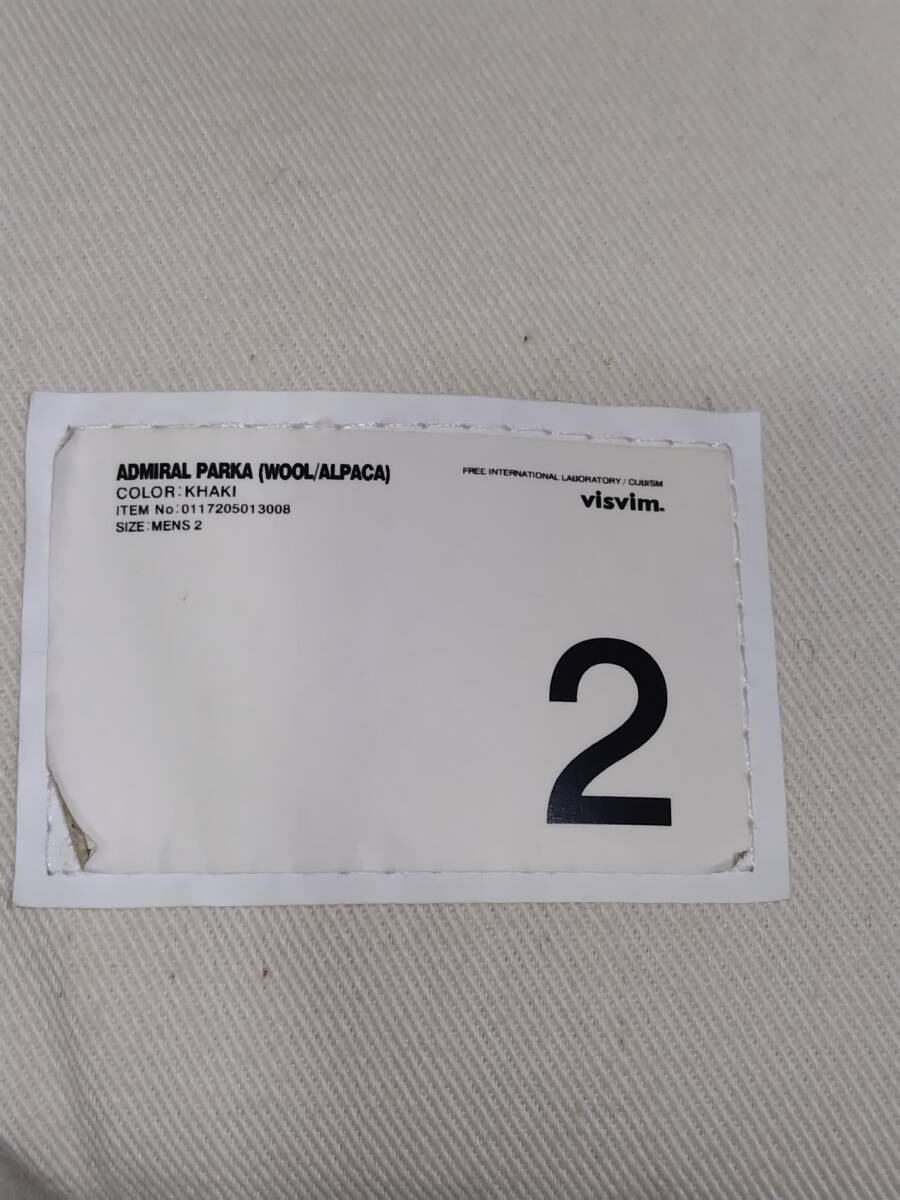 ADMIRAL PARKA (WOOL/ALPACA)
COLOR:KHAKI
ITEM No:0117205013008
SIZE:MENS 2
FREE INTERNATIONAL LABORATORY / CUBISM
visvim.
2